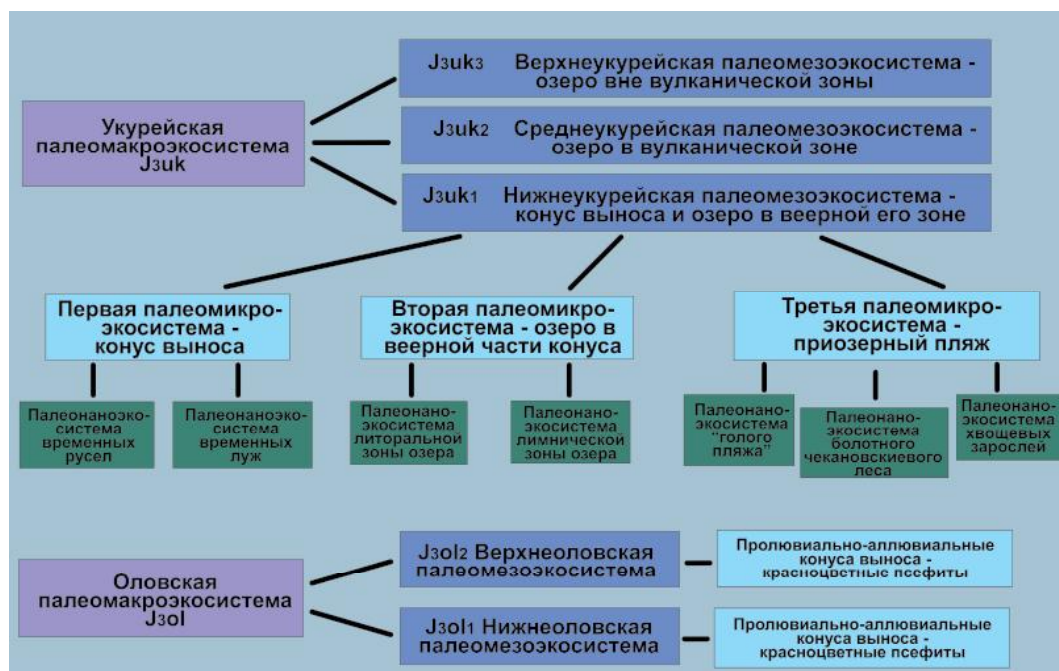 J3uk3 Верхнеукурейская палеомезоэкосистема -
озеро вне вулканической зоны
Укурейская
палеомакроэкосистема
J3uk
J3uk2 Среднеукурейская палеомезоэкосистема -
озеро в вулканической зоне
J3uk1 Нижнеукурейская палеомезоэкосистема -
конус выноса и озеро в веерной его зоне
Первая палеомикро-
экосистема -
конус выноса
Вторая палеомикро-
экосистема - озеро в
веерной части конуса
Третья палеомикро-
экосистема -
приозерный пляж
Палеонаноэко-
система
временных
русел
Палеонаноэко-
система
временных
луж
Палеонано-
экосистема
литоральной
зоны озера
Палеонано-
экосистема
лимнической
зоны озера
Палеонано-
экосистема
"голого
пляжа"
Палеонано-
экосистема
болотного
чекановскиевого
леса
Палеонано-
экосистема
хвощевых
зарослей
Оловская
палеомакроэкосистема
J3ol
J3ol2 Верхнеоловская
палеомезоэкосистема
Пролювиально-аллювиальные
конуса выноса -
красноцветные псефиты
J3ol1 Нижнеоловская
палеомезоэкосистема
Пролювиально-аллювиальные
конуса выноса -
красноцветные псефиты